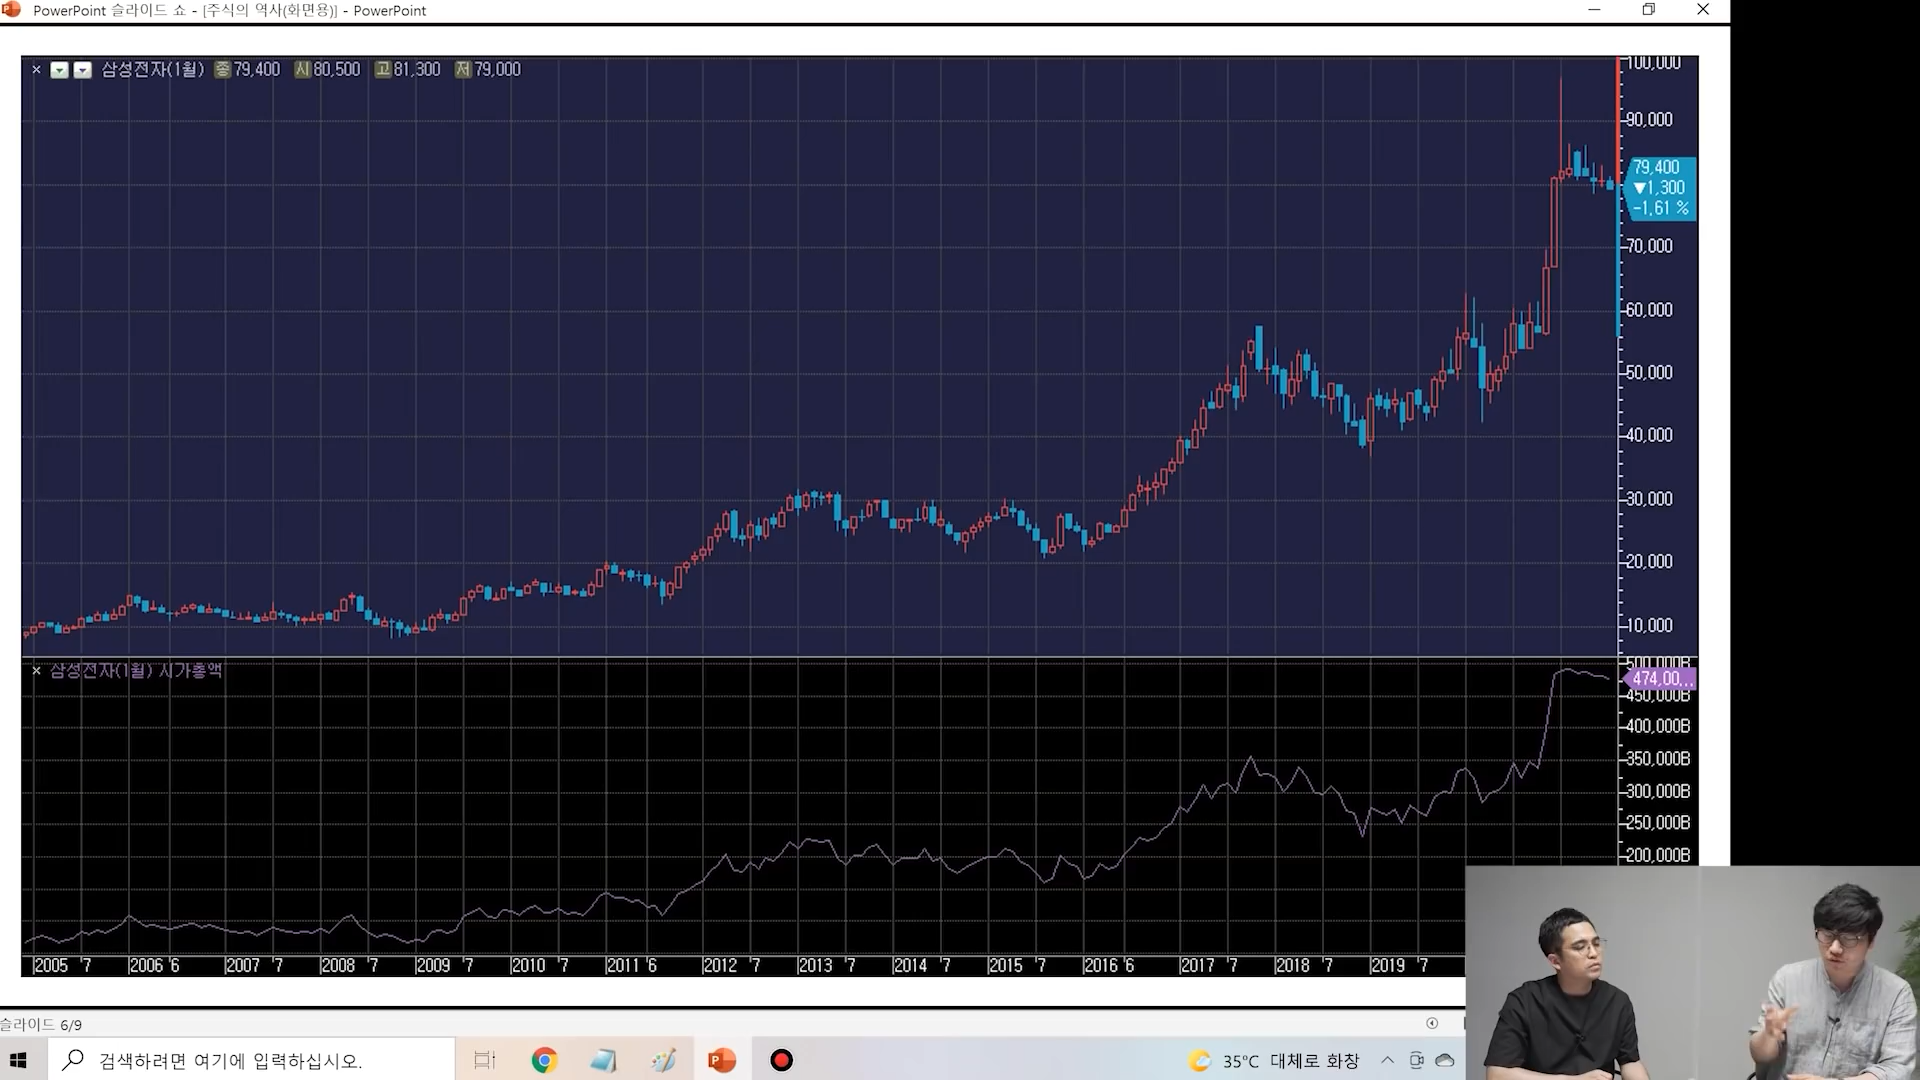 PowerPoint 슬라이드 쇼 - [주식의 역사(화면용)] - PowerPoint
삼성전자(1월) 종79,400 시80,500 고81,300 저79,000
100,000
90,000
79,400
▼1,300
-1,61 %
70,000
60,000
50,000
40,000
30,000
20,000
10,000
삼성전자(1월) 시가총액
500,000B
474,00...
450,000B
400,000B
350,000B
300,000B
250,000B
200,000B
2005 '7 2006 '6 2007 '7 2008 '7 2009 '7 2010 '7 2011 '6 2012 '7 2013 '7 2014 '7 2015 '7 2016 '6 2017 '7 2018 '7 2019 '7
슬라이드 6/9
검색하려면 여기에 입력하십시오.
35°C 대체로 화창